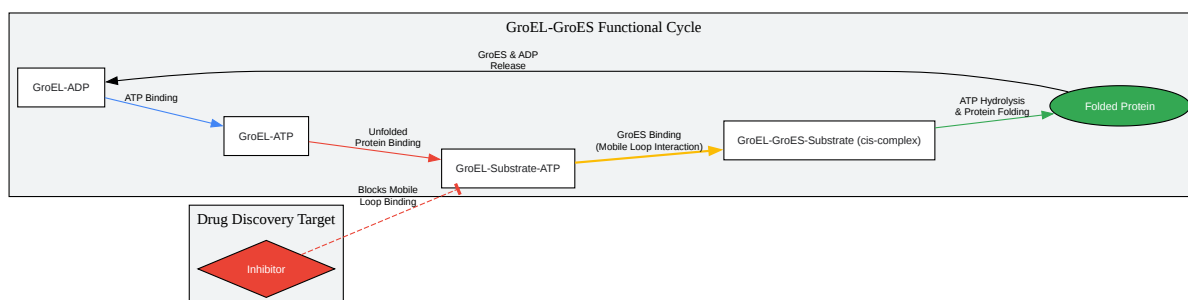 GroEL-GroES Functional Cycle
GroES & ADP
Release
GroEL-ADP
ATP Binding
GroEL-ATP
Unfolded
Protein Binding
GroEL-Substrate-ATP
GroES Binding
(Mobile Loop Interaction)
GroEL-GroES-Substrate (cis-complex)
ATP Hydrolysis
& Protein Folding
Folded Protein
Blocks Mobile
Loop Binding
Drug Discovery Target
Inhibitor